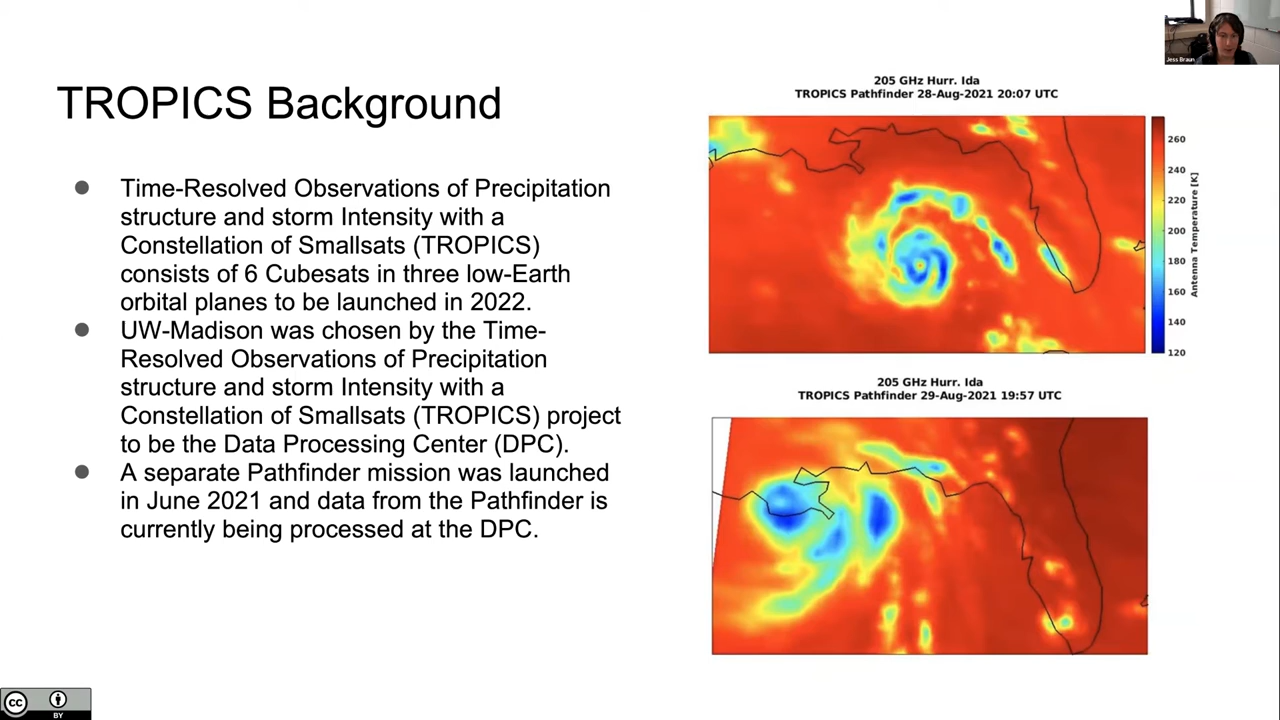 Jess Braun
TROPICS Background
Time-Resolved Observations of Precipitation
structure and storm Intensity with a
Constellation of Smallsats (TROPICS)
consists of 6 Cubesats in three low-Earth
orbital planes to be launched in 2022.
UW-Madison was chosen by the Time-
Resolved Observations of Precipitation
structure and storm Intensity with a
Constellation of Smallsats (TROPICS) project
to be the Data Processing Center (DPC).
A separate Pathfinder mission was launched
in June 2021 and data from the Pathfinder is
currently being processed at the DPC.
205 GHz Hurr. Ida
TROPICS Pathfinder 28-Aug-2021 20:07 UTC
260
240
220
200
180
160
140
120
Antenna Temperature [K]
205 GHz Hurr. Ida
TROPICS Pathfinder 29-Aug-2021 19:57 UTC
cc
BY